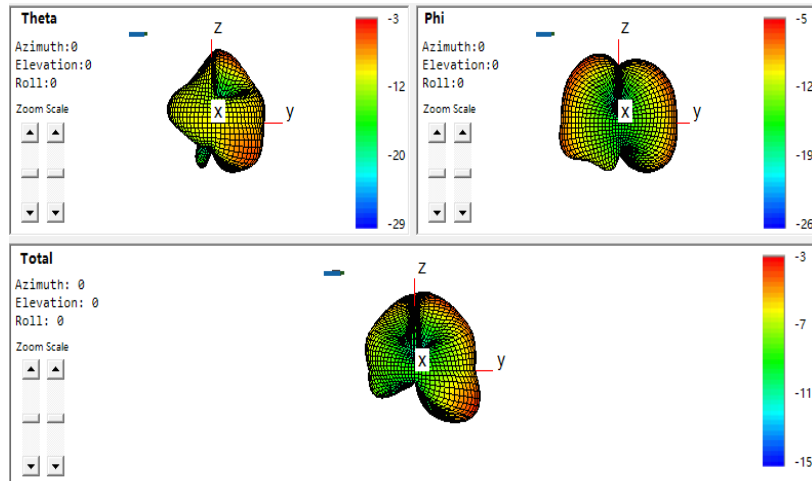 Theta
Azimuth:0
Elevation:0
Roll:0
Zoom Scale
z
x
y
-3
-12
-20
-29
Phi
Azimuth:0
Elevation:0
Roll:0
Zoom Scale
z
x
y
-5
-12
-19
-26
Total
Azimuth: 0
Elevation: 0
Roll: 0
Zoom Scale
z
x
y
-3
-7
-11
-15